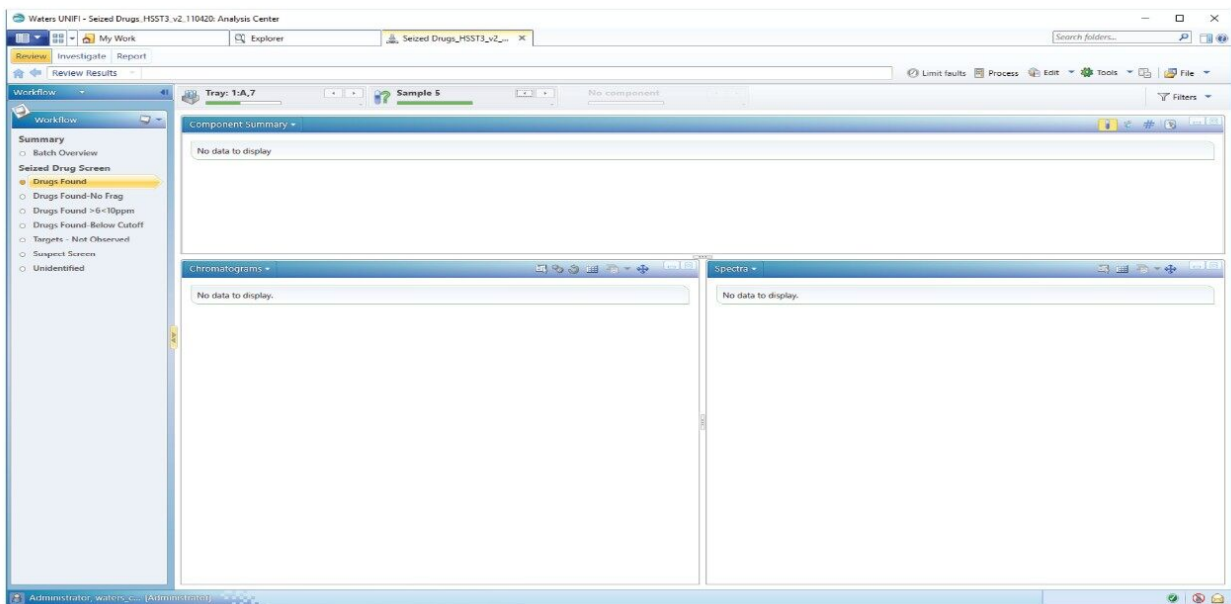 Waters UNIFI - Seized Drugs_HSST3_v2_110420: Analysis Center
My Work
Explorer
Seized Drugs_HSST3_v2_...
Search folders...
Review Investigate Report
Review Results
Limit faults Process Edit Tools File
Workflow
Tray: 1:A,7
Sample 5
No component
Filters
Workflow
Summary
Batch Overview
Seized Drug Screen
Drugs Found
Drugs Found-No Frag
Drugs Found >6<10ppm
Drugs Found-Below Cutoff
Targets - Not Observed
Suspect Screen
Unidentified
Component Summary
No data to display
Chromatograms
No data to display.
Spectra
No data to display.
Administrator, waters_c... (Administrator)